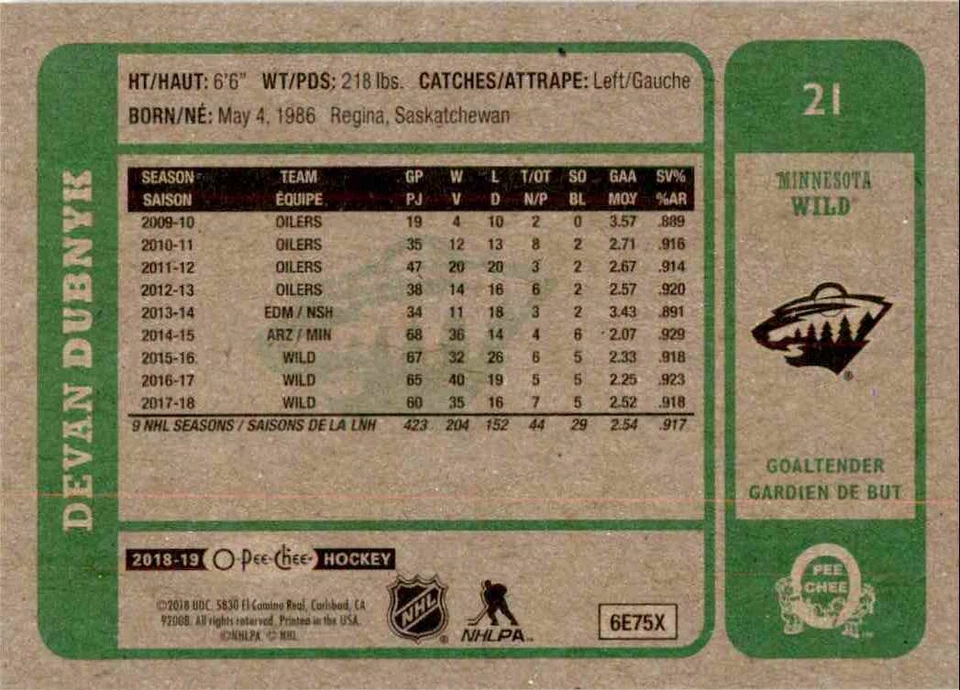 DEVAN DUBNYK
HT/HAUT: 6'6" WT/PDS: 218 lbs. CATCHES/ATTRAPE: Left/Gauche
BORN/NÉ: May 4, 1986 Regina, Saskatchewan
SEASON TEAM GP W L T/OT SO GAA SV%
SAISON ÉQUIPE PJ V D N/P BL MOY %AR
2009-10 OILERS 19 4 10 2 0 3.57 .889
2010-11 OILERS 35 12 13 8 2 2.71 .916
2011-12 OILERS 47 20 20 3 2 2.67 .914
2012-13 OILERS 38 14 16 6 2 2.57 .920
2013-14 EDM / NSH 34 11 18 3 2 3.43 .891
2014-15 ARZ / MIN 68 36 14 4 6 2.07 .929
2015-16 WILD 67 32 26 6 5 2.33 .918
2016-17 WILD 65 40 19 5 5 2.25 .923
2017-18 WILD 60 35 16 7 5 2.52 .918
9 NHL SEASONS / SAISONS DE LA LNH 423 204 152 44 29 2.54 .917
2018-19 O-Pee-Chee HOCKEY
©2018 UDC. 5830 El Camino Real, Carlsbad, CA
92008. All rights reserved. Printed in the USA.
©NHLPA © NHL
NHL
NHLPA
6E75X
21
MINNESOTA
WILD
GOALTENDER
GARDIEN DE BUT
PEE
CHEE